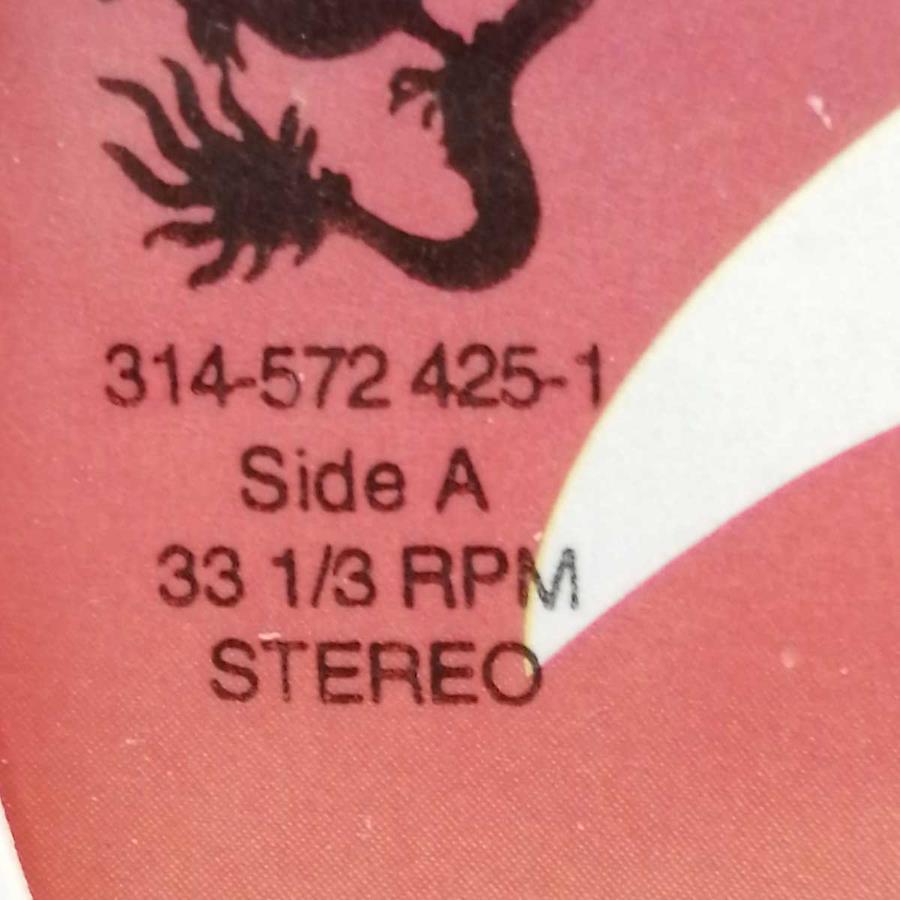 314-572 425-1
Side A
33 1/3 RPM
STEREO